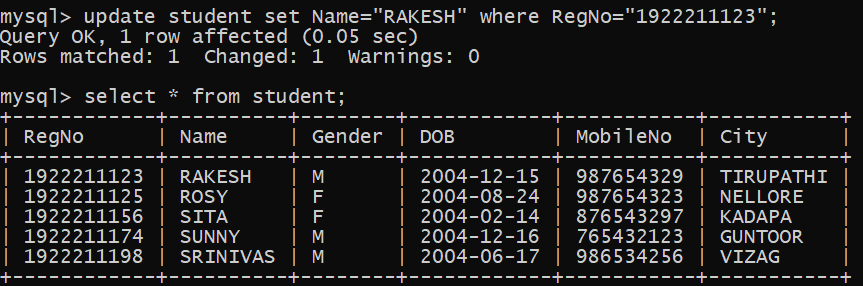 mysql> update student set Name="RAKESH" where RegNo="1922211123";
Query OK, 1 row affected (0.05 sec)
Rows matched: 1  Changed: 1  Warnings: 0

mysql> select * from student;
+------------+----------+--------+------------+-----------+-----------+
| RegNo      | Name     | Gender | DOB        | MobileNo  | City      |
+------------+----------+--------+------------+-----------+-----------+
| 1922211123 | RAKESH   | M      | 2004-12-15 | 987654329 | TIRUPATHI |
| 1922211125 | ROSY     | F      | 2004-08-24 | 987654323 | NELLORE   |
| 1922211156 | SITA     | F      | 2004-02-14 | 876543297 | KADAPA    |
| 1922211174 | SUNNY    | M      | 2004-12-16 | 765432123 | GUNTOOR   |
| 1922211198 | SRINIVAS | M      | 2004-06-17 | 986534256 | VIZAG     |
+------------+----------+--------+------------+-----------+-----------+